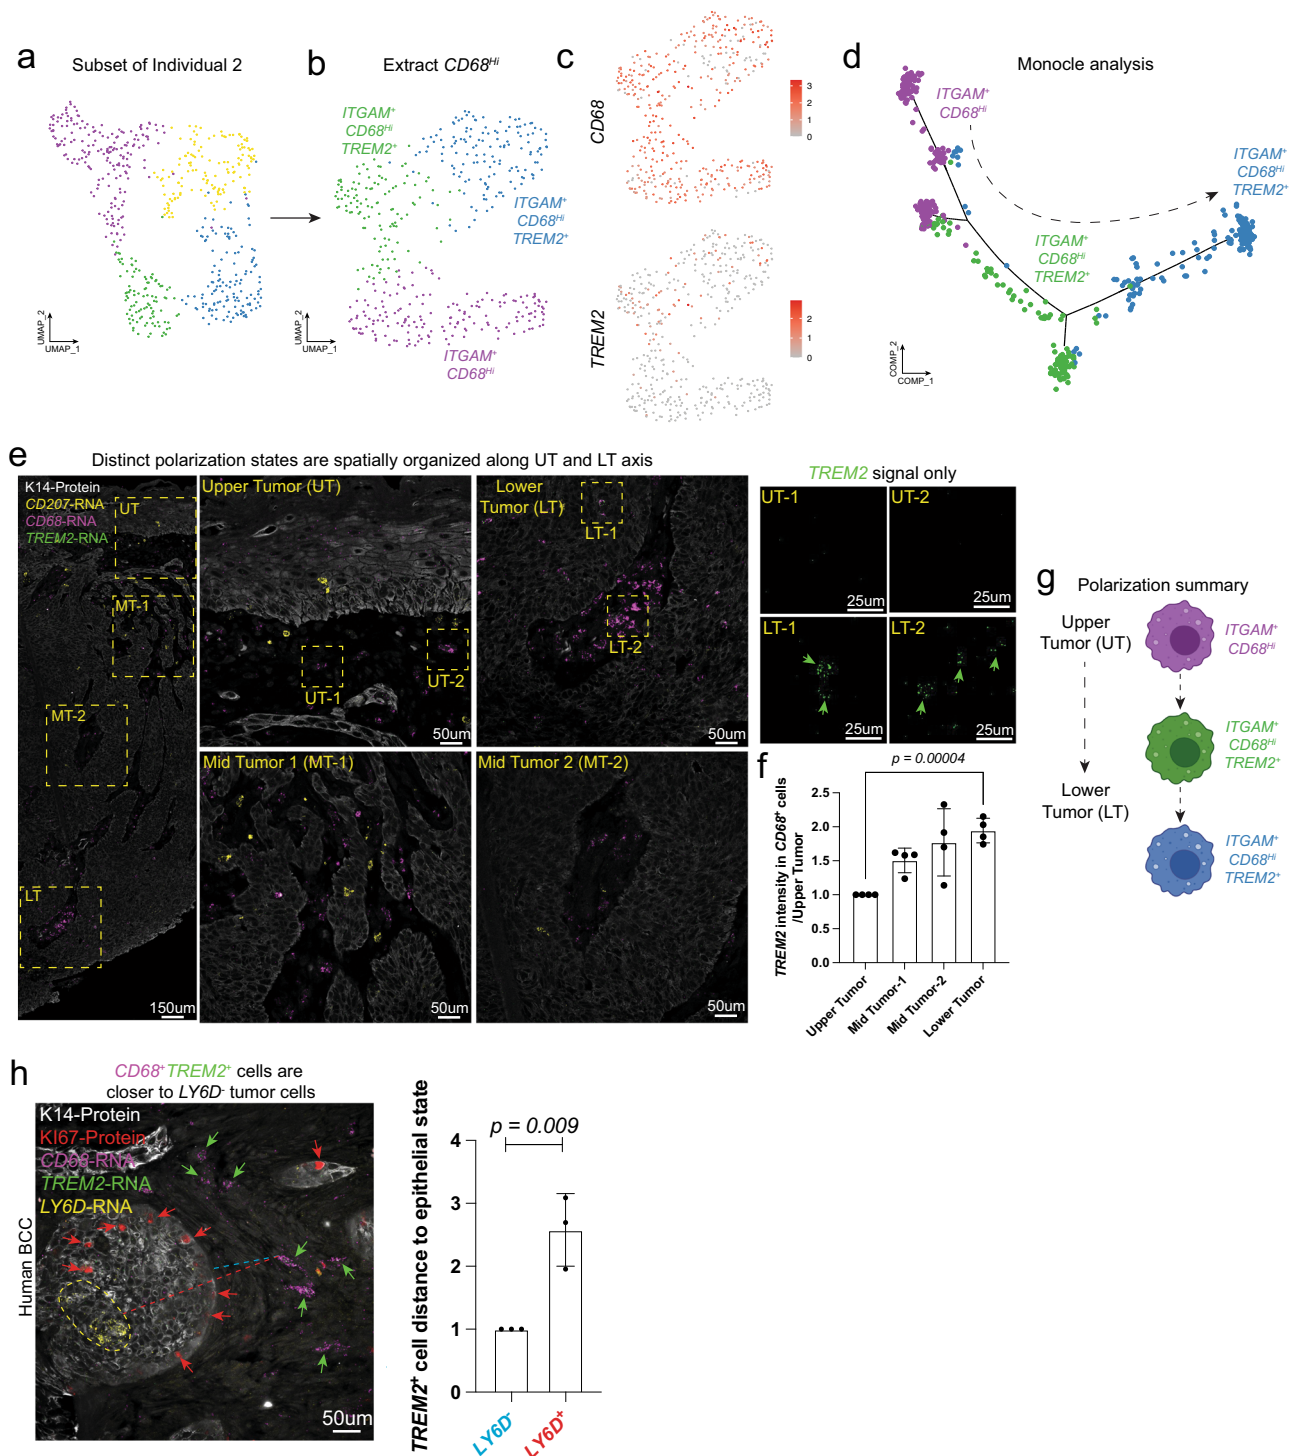 a
Subset of Individual 2
UMAP_2
UMAP_1
b
Extract CD68Hi
ITGAM+
CD68Hi
TREM2+
ITGAM+
CD68Hi
TREM2+
ITGAM+
CD68Hi
UMAP_2
UMAP_1
c
CD68
3
2
1
0
TREM2
2
1
0
d
Monocle analysis
ITGAM+
CD68Hi
ITGAM+
CD68Hi
TREM2+
ITGAM+
CD68Hi
TREM2+
COMP_2
COMP_1
e
Distinct polarization states are spatially organized along UT and LT axis
K14-Protein
CD207-RNA
CD68-RNA
TREM2-RNA
UT
MT-1
MT-2
LT
150um
Upper Tumor (UT)
UT-1
UT-2
50um
Lower
Tumor (LT)
LT-1
LT-2
50um
Mid Tumor 1 (MT-1)
50um
Mid Tumor 2 (MT-2)
50um
TREM2 signal only
UT-1
25um
UT-2
25um
LT-1
25um
LT-2
25um
f
p = 0.00004
TREM2 intensity in CD68+ cells
/Upper Tumor
2.5
2.0
1.5
1.0
0.5
0.0
Upper Tumor
Mid Tumor-1
Mid Tumor-2
Lower Tumor
g
Polarization summary
Upper
Tumor (UT)
Lower
Tumor (LT)
ITGAM+
CD68Hi
ITGAM+
CD68Hi
TREM2+
ITGAM+
CD68Hi
TREM2+
h
CD68+TREM2+ cells are
closer to LY6D- tumor cells
Human BCC
K14-Protein
KI67-Protein
CD68-RNA
TREM2-RNA
LY6D-RNA
50um
TREM2+ cell distance to epithelial state
p = 0.009
4
3
2
1
0
LY6D-
LY6D+